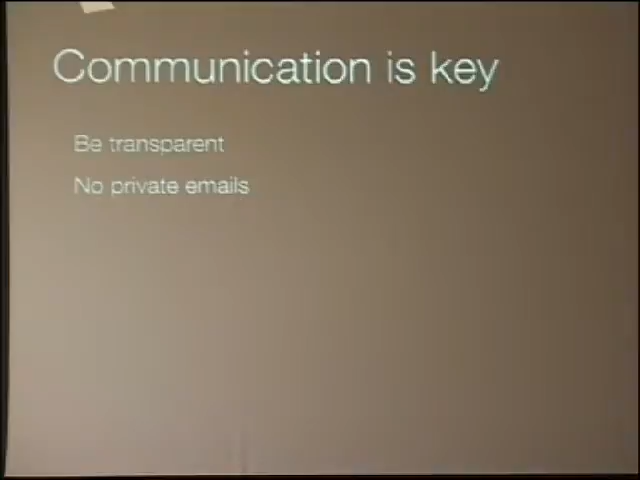 Communication is key
Be transparent
No private emails